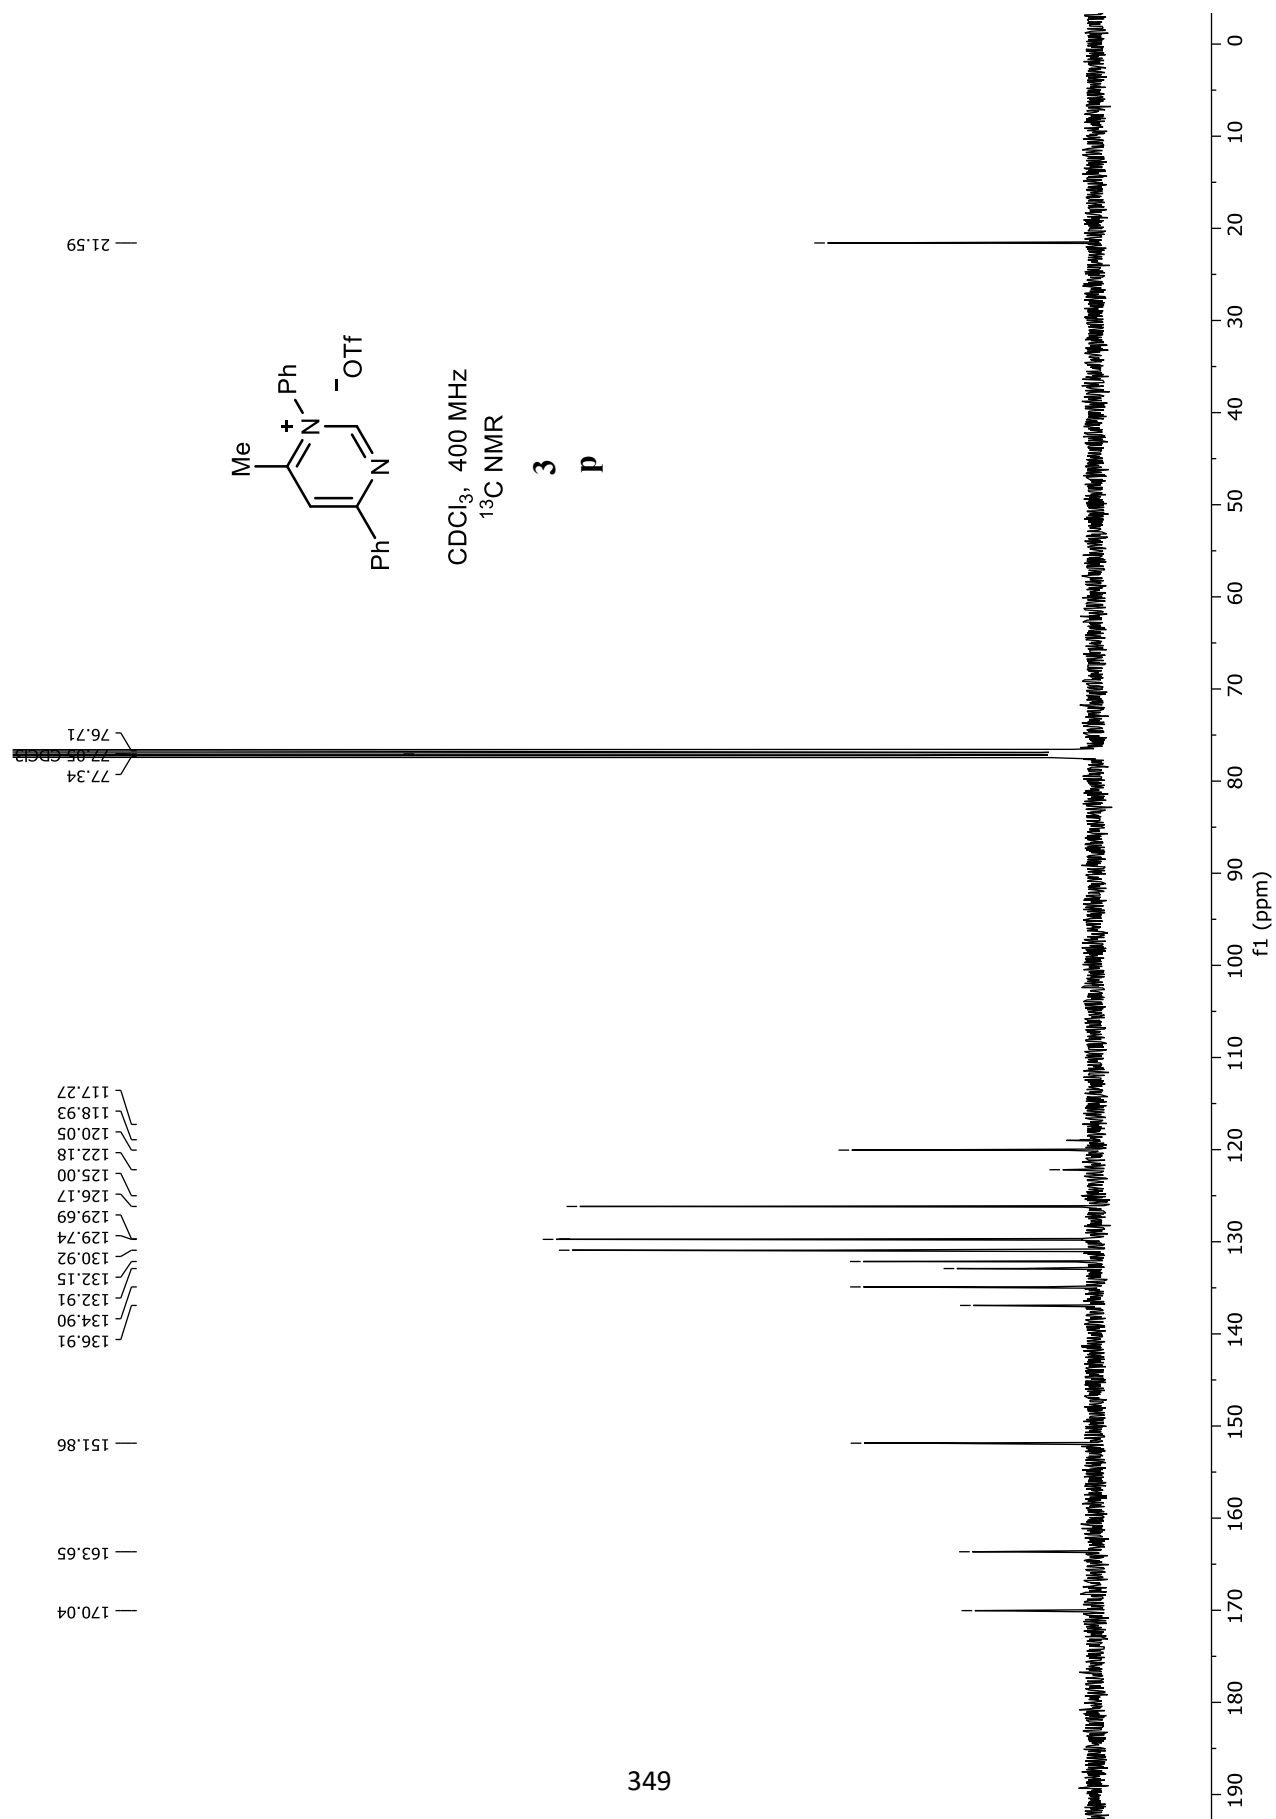 170.04
163.65
151.86
136.91
134.90
132.91
132.15
130.92
129.74
129.69
126.17
125.00
122.18
120.05
118.93
117.27
77.34
77.05 CDCl3
76.71
21.59
Me
+
N
Ph
N
Ph
−OTf
CDCl₃, 400 MHz
¹³C NMR
3
p
190 180 170 160 150 140 130 120 110 100 90 80 70 60 50 40 30 20 10 0
f1 (ppm)
349